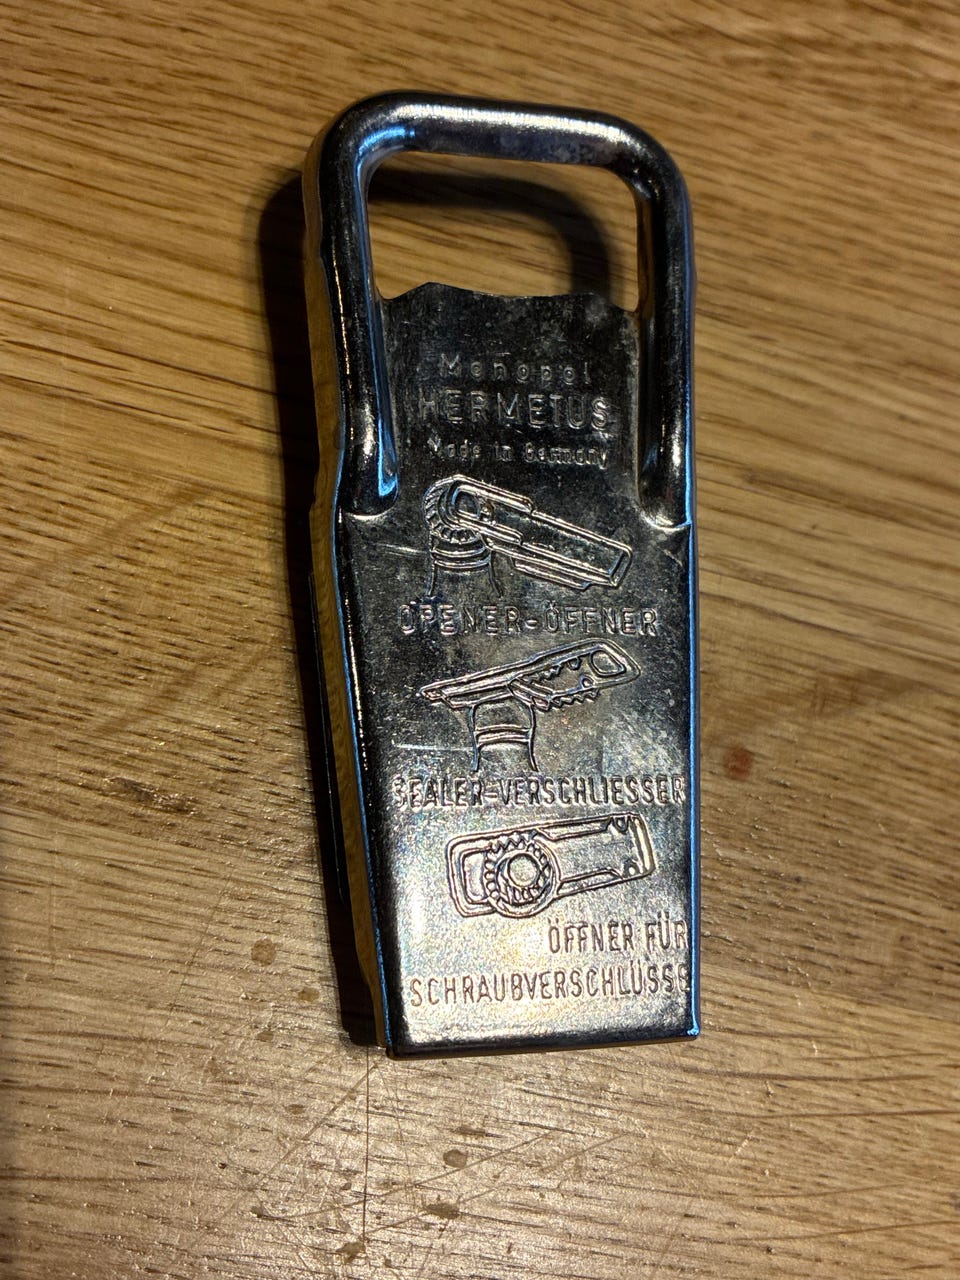 Monopol
HERMETUS
Made in Germany
OPENER-ÖFFNER
SEALER-VERSCHLIESSER
ÖFFNER FÜR
SCHRAUBVERSCHLÜSSE